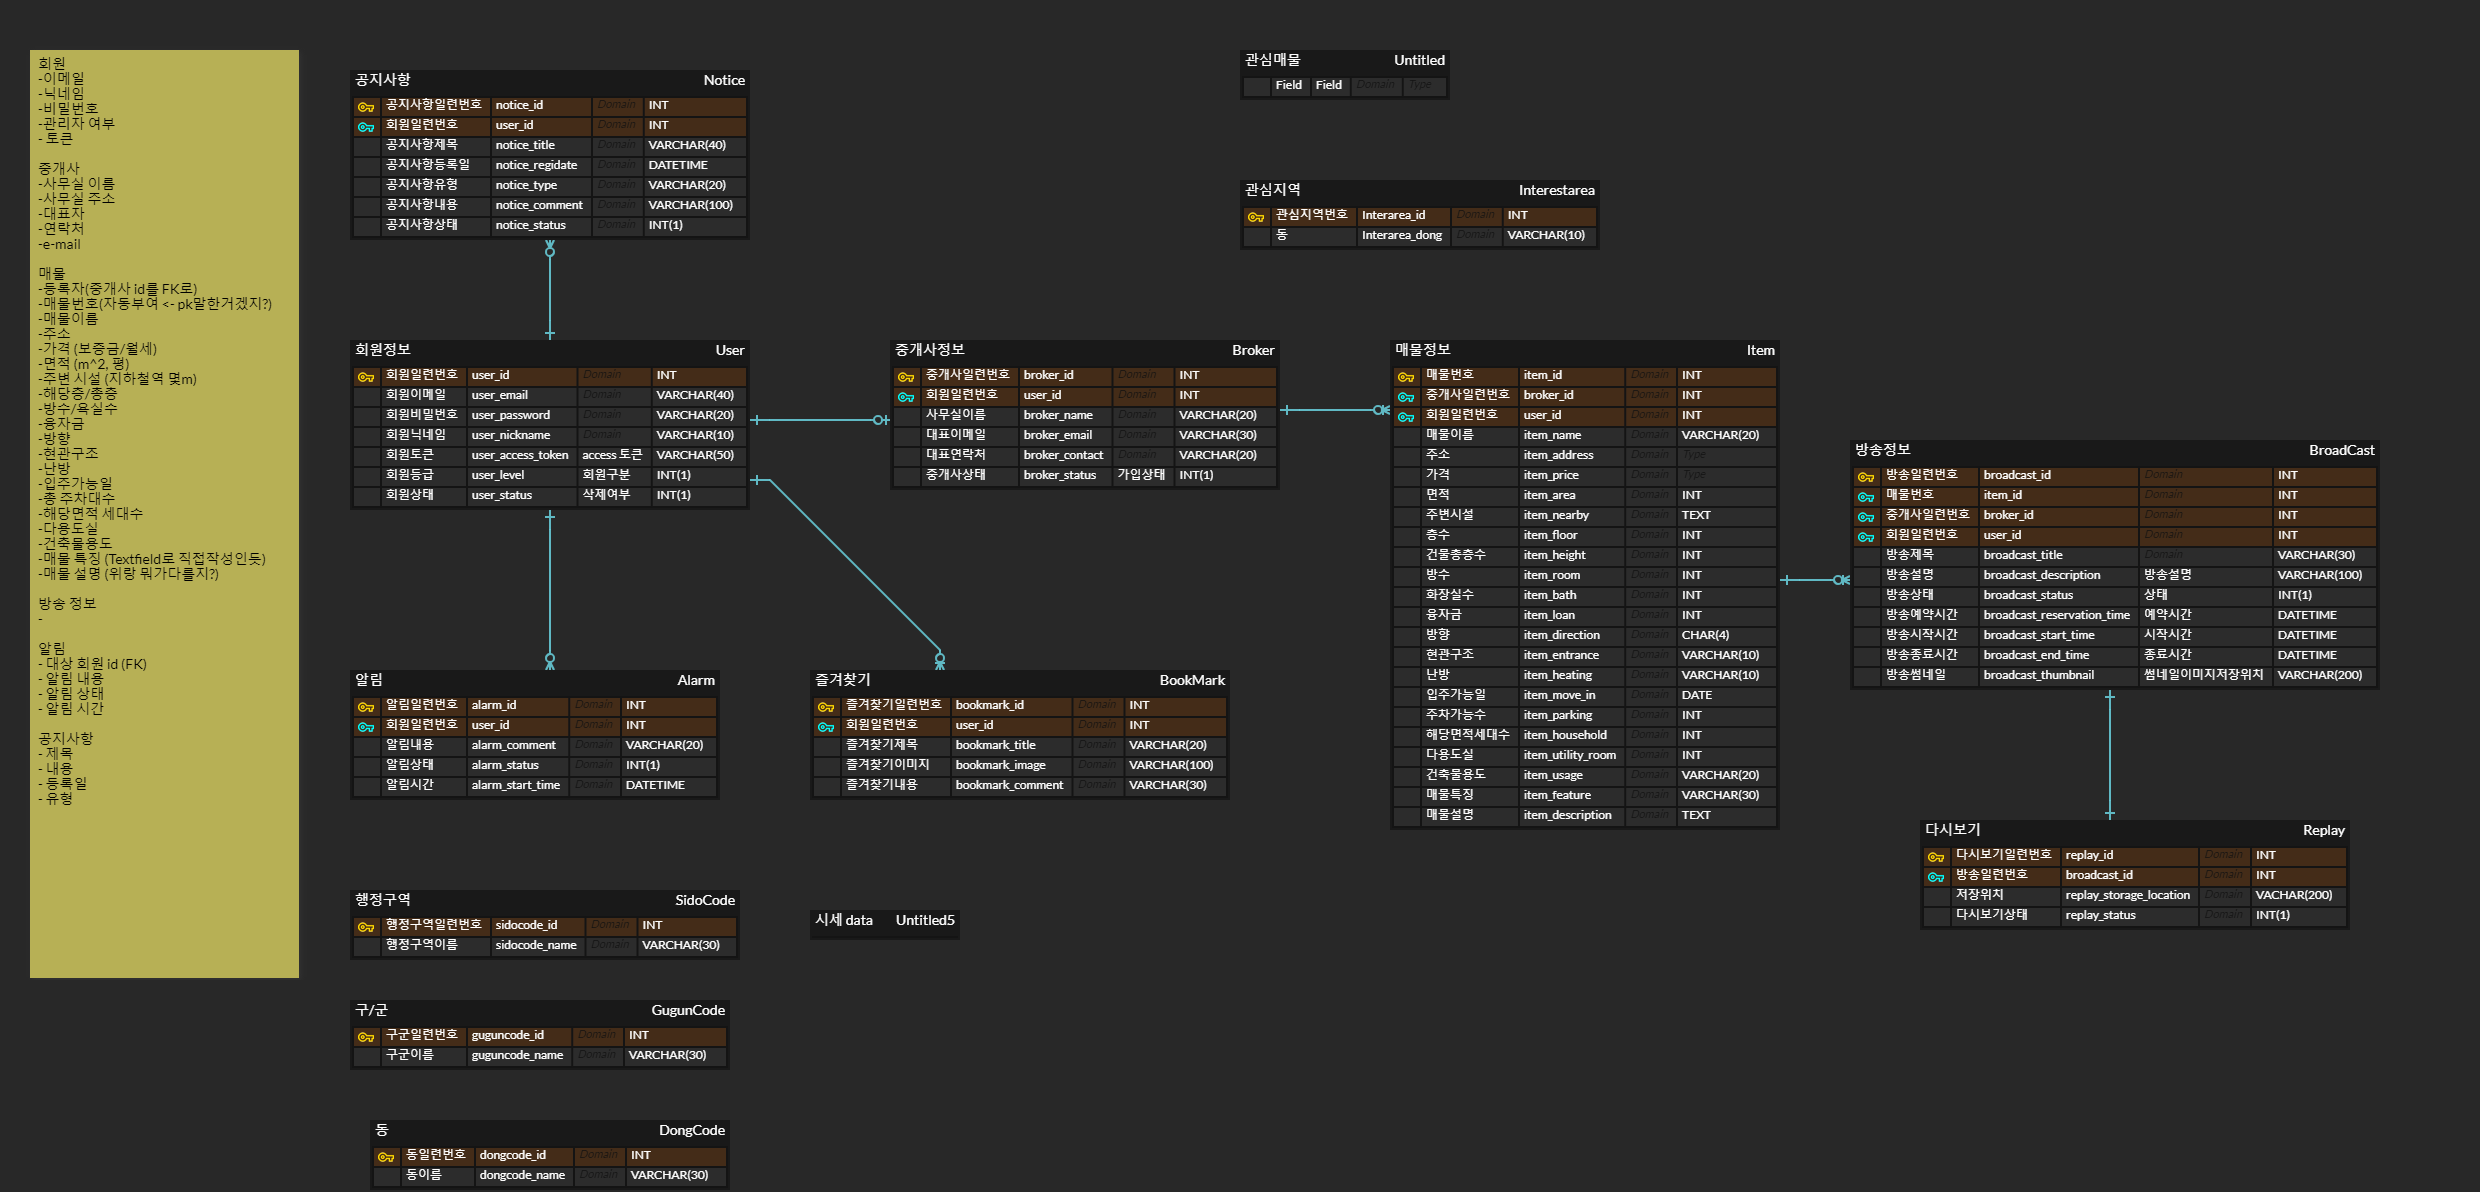 회원
-이메일
-닉네임
-비밀번호
-관리자 여부
- 토큰
중개사
-사무실 이름
-사무실 주소
-대표자
-연락처
-e-mail
매물
-등록자(중개사 id를 FK로)
-매물번호(자동부여 <- pk말한거겠지?)
-매물이름
-주소
-가격 (보증금/월세)
-면적 (m^2, 평)
-주변 시설 (지하철역 몇m)
-해당층/총층
-방수/욕실수
-융자금
-방향
-현관구조
-난방
-입주가능일
-총 주차대수
-해당면적 세대수
-다용도실
-건축물용도
-매물 특징 (Textfield로 직접작성인듯)
-매물 설명 (위랑 뭐가다를지?)
방송 정보
-
알림
- 대상 회원 id (FK)
- 알림 내용
- 알림 상태
- 알림 시간
공지사항
- 제목
- 내용
- 등록일
- 유형
공지사항 Notice
공지사항일련번호 notice_id Domain INT
회원일련번호 user_id Domain INT
공지사항제목 notice_title Domain VARCHAR(40)
공지사항등록일 notice_regidate Domain DATETIME
공지사항유형 notice_type Domain VARCHAR(20)
공지사항내용 notice_comment Domain VARCHAR(100)
공지사항상태 notice_status Domain INT(1)
관심매물 Untitled
Field Field Domain Type
관심지역 Interestarea
관심지역번호 Interarea_id Domain INT
동 Interarea_dong Domain VARCHAR(10)
회원정보 User
회원일련번호 user_id Domain INT
회원이메일 user_email Domain VARCHAR(40)
회원비밀번호 user_password Domain VARCHAR(20)
회원닉네임 user_nickname Domain VARCHAR(10)
회원토큰 user_access_token access 토큰 VARCHAR(50)
회원등급 user_level 회원구분 INT(1)
회원상태 user_status 삭제여부 INT(1)
중개사정보 Broker
중개사일련번호 broker_id Domain INT
회원일련번호 user_id Domain INT
사무실이름 broker_name Domain VARCHAR(20)
대표이메일 broker_email Domain VARCHAR(30)
대표연락처 broker_contact Domain VARCHAR(20)
중개사상태 broker_status 가입상태 INT(1)
매물정보 Item
매물번호 item_id Domain INT
중개사일련번호 broker_id Domain INT
회원일련번호 user_id Domain INT
매물이름 item_name Domain VARCHAR(20)
주소 item_address Domain Type
가격 item_price Domain Type
면적 item_area Domain INT
주변시설 item_nearby Domain TEXT
층수 item_floor Domain INT
건물총층수 item_height Domain INT
방수 item_room Domain INT
화장실수 item_bath Domain INT
융자금 item_loan Domain INT
방향 item_direction Domain CHAR(4)
현관구조 item_entrance Domain VARCHAR(10)
난방 item_heating Domain VARCHAR(10)
입주가능일 item_move_in Domain DATE
주차가능수 item_parking Domain INT
해당면적세대수 item_household Domain INT
다용도실 item_utility_room Domain INT
건축물용도 item_usage Domain VARCHAR(20)
매물특징 item_feature Domain VARCHAR(30)
매물설명 item_description Domain TEXT
방송정보 BroadCast
방송일련번호 broadcast_id Domain INT
매물번호 item_id Domain INT
중개사일련번호 broker_id Domain INT
회원일련번호 user_id Domain INT
방송제목 broadcast_title Domain VARCHAR(30)
방송설명 broadcast_description 방송설명 VARCHAR(100)
방송상태 broadcast_status 상태 INT(1)
방송예약시간 broadcast_reservation_time 예약시간 DATETIME
방송시작시간 broadcast_start_time 시작시간 DATETIME
방송종료시간 broadcast_end_time 종료시간 DATETIME
방송썸네일 broadcast_thumbnail 썸네일이미지저장위치 VARCHAR(200)
알림 Alarm
알림일련번호 alarm_id Domain INT
회원일련번호 user_id Domain INT
알림내용 alarm_comment Domain VARCHAR(20)
알림상태 alarm_status Domain INT(1)
알림시간 alarm_start_time Domain DATETIME
즐겨찾기 BookMark
즐겨찾기일련번호 bookmark_id Domain INT
회원일련번호 user_id Domain INT
즐겨찾기제목 bookmark_title Domain VARCHAR(20)
즐겨찾기이미지 bookmark_image Domain VARCHAR(100)
즐겨찾기내용 bookmark_comment Domain VARCHAR(30)
다시보기 Replay
다시보기일련번호 replay_id Domain INT
방송일련번호 broadcast_id Domain INT
저장위치 replay_storage_location Domain VACHAR(200)
다시보기상태 replay_status Domain INT(1)
행정구역 SidoCode
행정구역일련번호 sidocode_id Domain INT
행정구역이름 sidocode_name Domain VARCHAR(30)
시세 data Untitled5
구/군 GugunCode
구군일련번호 guguncode_id Domain INT
구군이름 guguncode_name Domain VARCHAR(30)
동 DongCode
동일련번호 dongcode_id Domain INT
동이름 dongcode_name Domain VARCHAR(30)